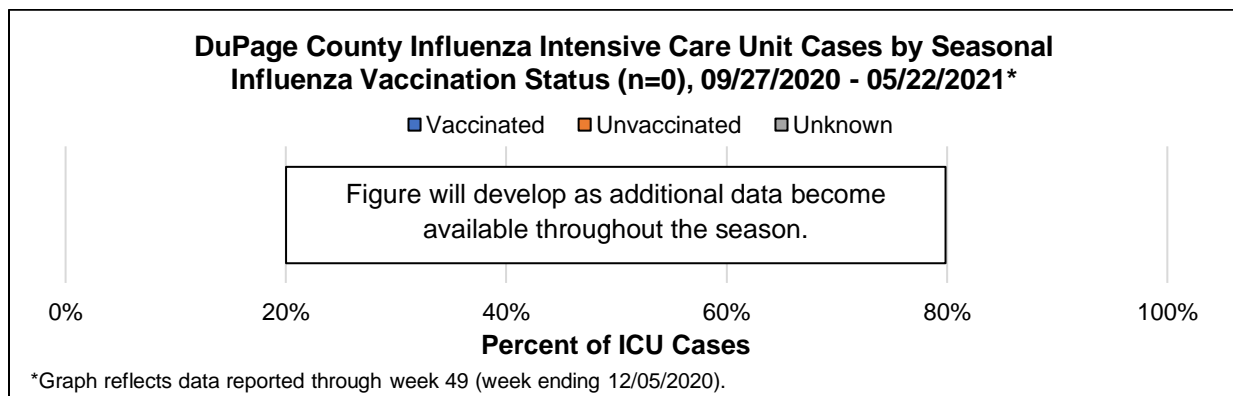 DuPage County Influenza Intensive Care Unit Cases by Seasonal
Influenza Vaccination Status (n=0), 09/27/2020 - 05/22/2021*
Vaccinated Unvaccinated Unknown
Figure will develop as additional data become
available throughout the season.
0% 20% 40% 60% 80% 100%
Percent of ICU Cases
*Graph reflects data reported through week 49 (week ending 12/05/2020).